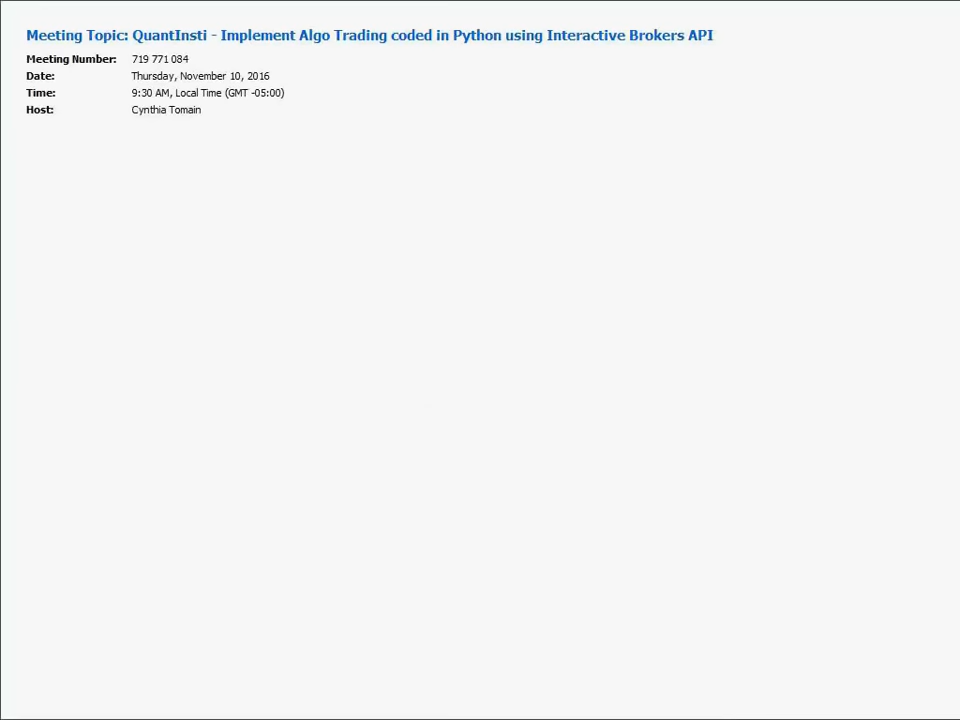 Meeting Topic: QuantInsti - Implement Algo Trading coded in Python using Interactive Brokers API
Meeting Number: 719 771 084
Date: Thursday, November 10, 2016
Time: 9:30 AM, Local Time (GMT -05:00)
Host: Cynthia Tomain